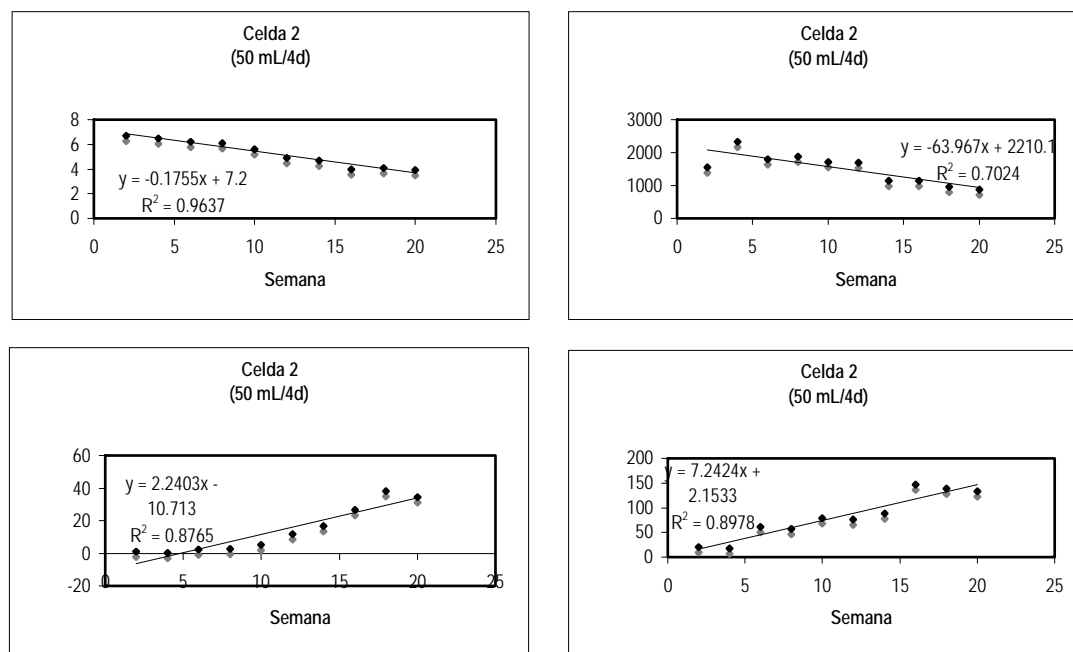 Celda 2
(50 mL/4d)
8
6
4
2
0
0 5 10 15 20 25
y = -0.1755x + 7.2
R² = 0.9637
Semana
Celda 2
(50 mL/4d)
3000
2000
1000
0
0 5 10 15 20 25
y = -63.967x + 2210.1
R² = 0.7024
Semana
Celda 2
(50 mL/4d)
60
40
20
0
-20
0 5 10 15 20 25
y = 2.2403x -
10.713
R² = 0.8765
Semana
Celda 2
(50 mL/4d)
200
150
100
50
0
0 5 10 15 20 25
y = 7.2424x +
2.1533
R² = 0.8978
Semana